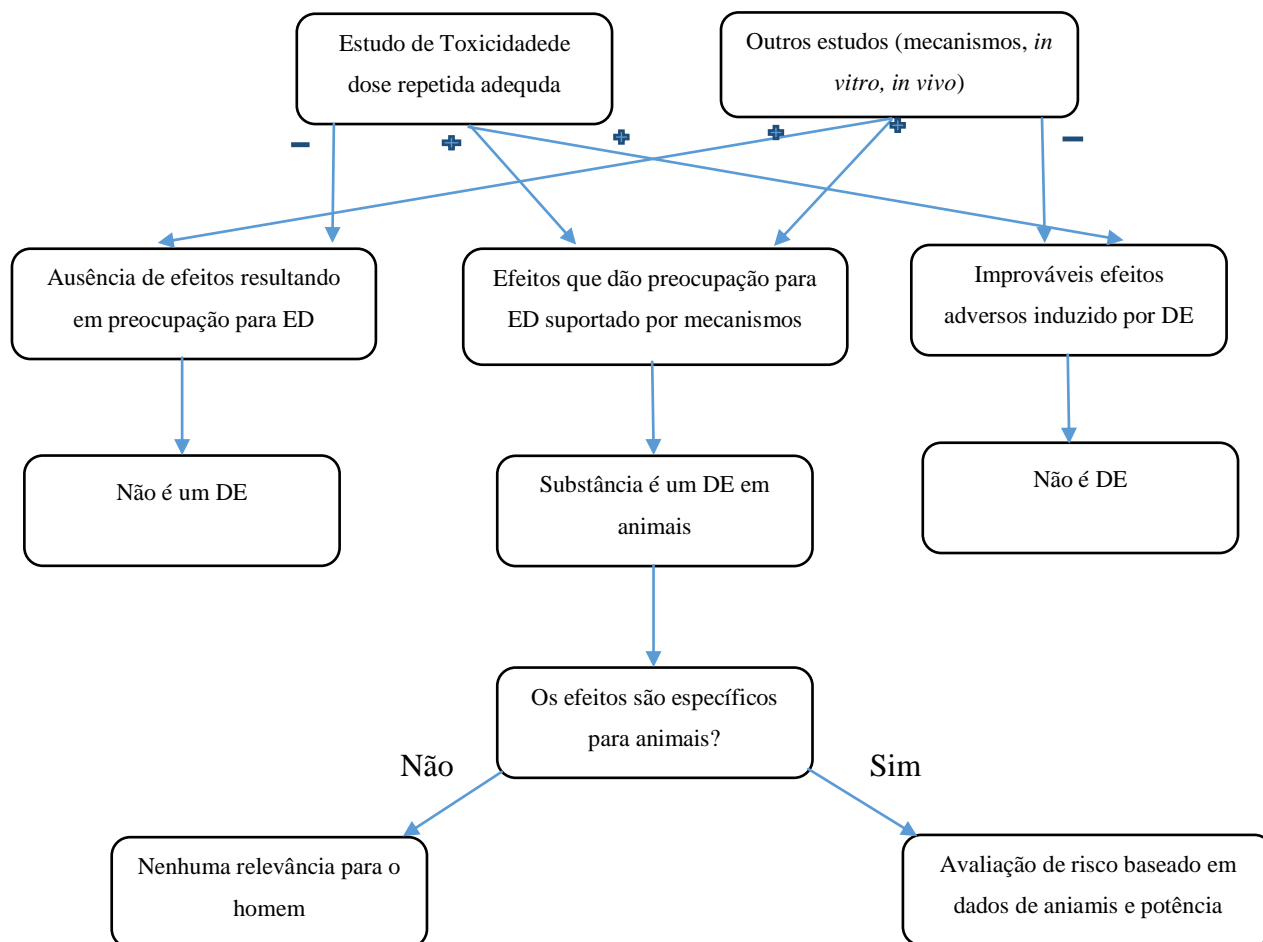 Estudo de Toxicidadede
dose repetida adequda
Outros estudos (mecanismos, in
vitro, in vivo)
Ausência de efeitos resultando
em preocupação para ED
Efeitos que dão preocupação para
ED suportado por mecanismos
Improváveis efeitos
adversos induzido por DE
Não é um DE
Substância é um DE em
animais
Não é DE
Os efeitos são específicos
para animais?
Não
Sim
Nenhuma relevância para o
homem
Avaliação de risco baseado em
dados de aniamis e potência